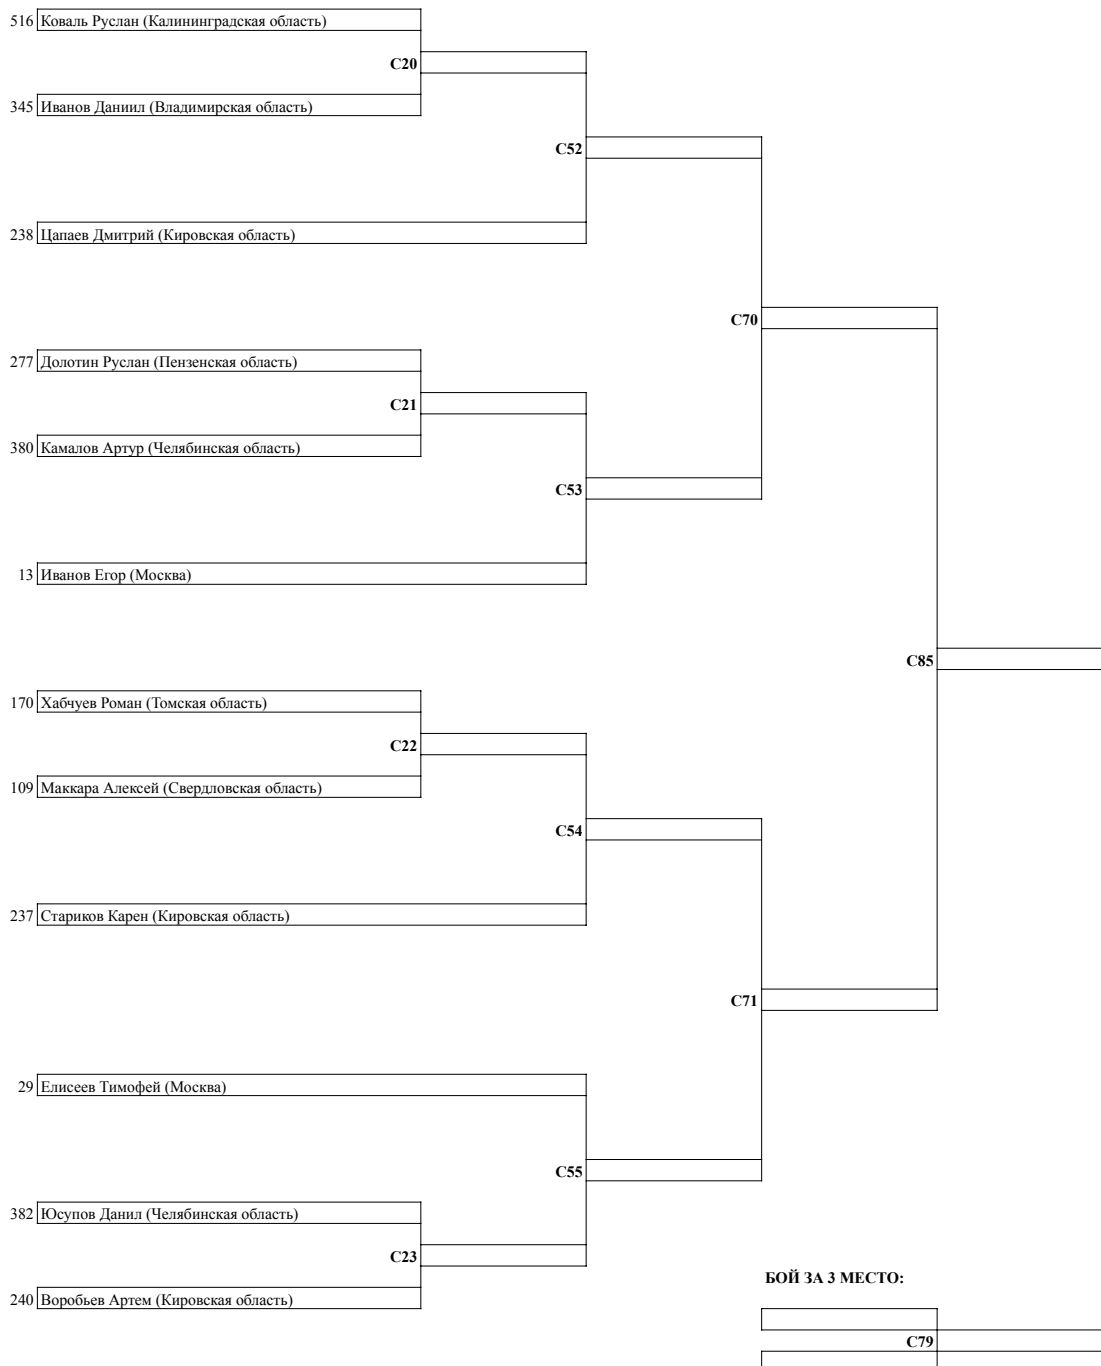 516 Коваль Руслан (Калининградская область)
C20
345 Иванов Даниил (Владимирская область)
C52
238 Цапаев Дмитрий (Кировская область)
C70
277 Долотин Руслан (Пензенская область)
C21
380 Камалов Артур (Челябинская область)
C53
13 Иванов Егор (Москва)
C85
170 Хабчуев Роман (Томская область)
C22
109 Маккара Алексей (Свердловская область)
C54
237 Стариков Карен (Кировская область)
C71
29 Елисеев Тимофей (Москва)
C55
382 Юсупов Данил (Челябинская область)
C23
БОЙ ЗА 3 МЕСТО:
240 Воробьев Артем (Кировская область)
C79